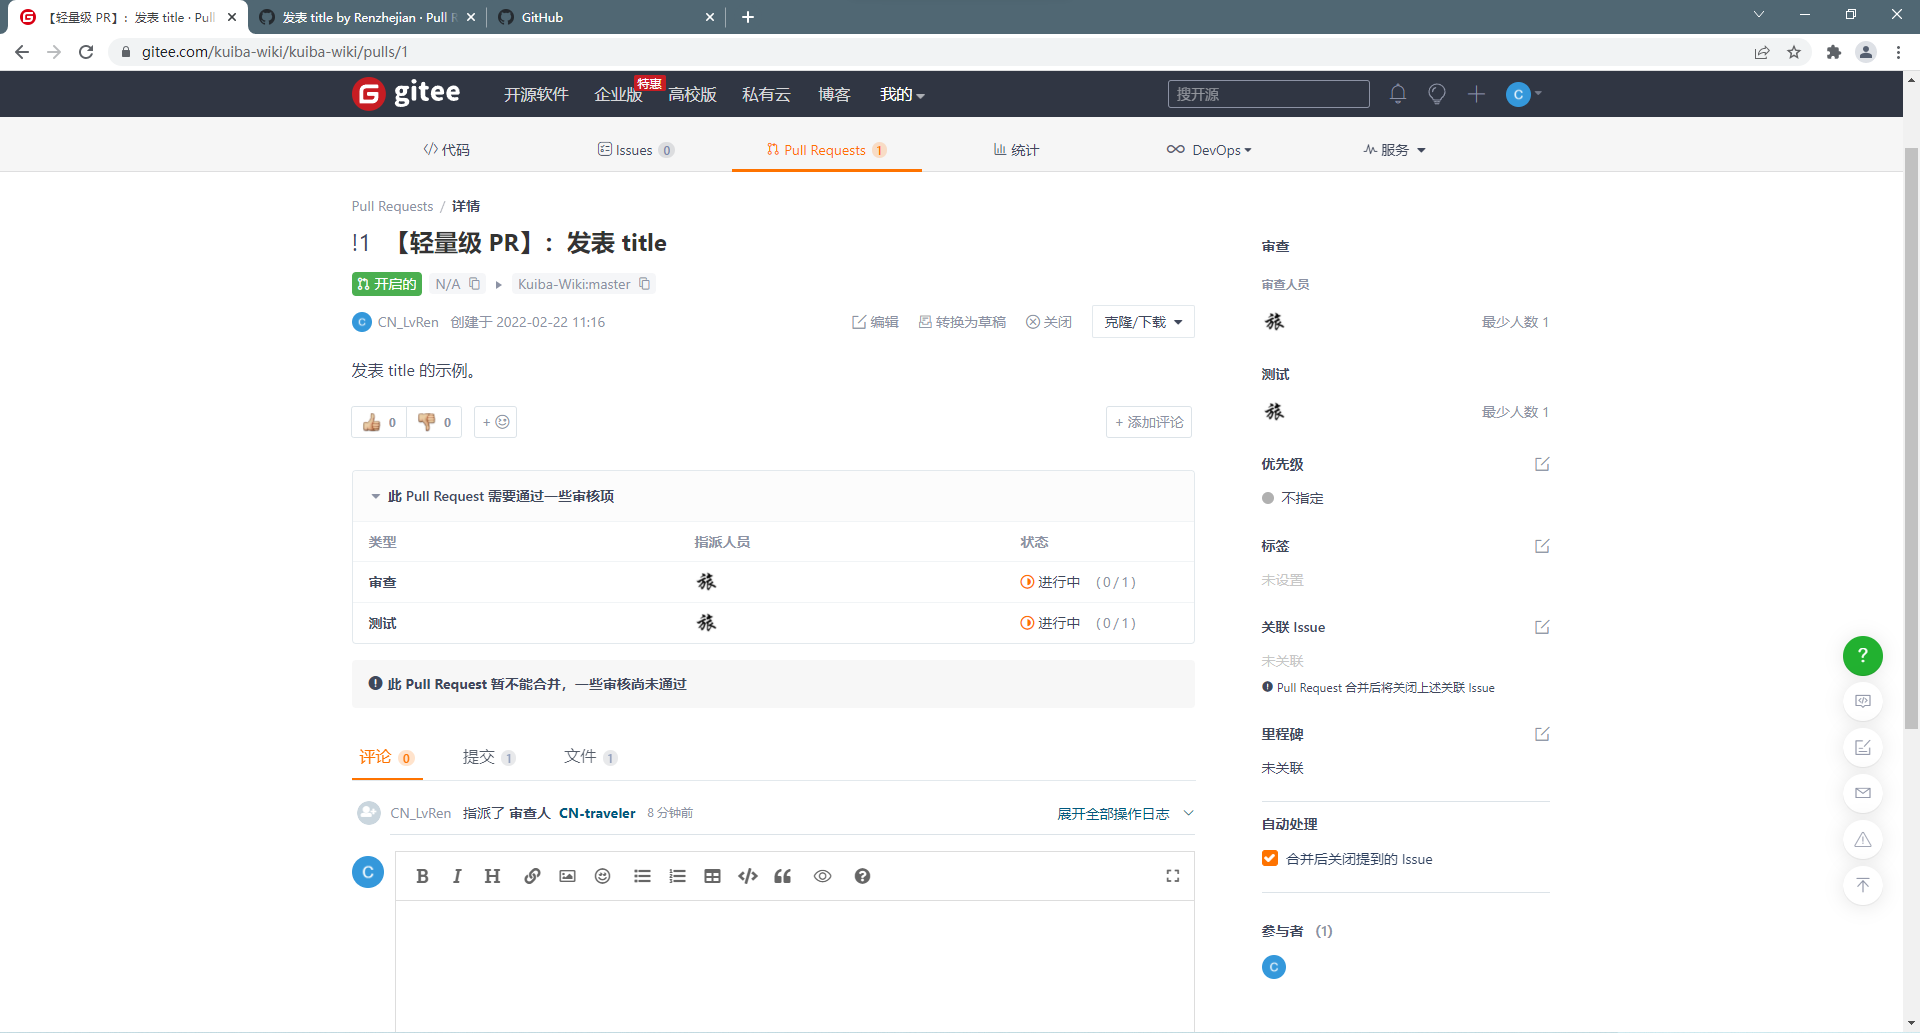 【轻量级 PR】：发表 title · Pull
发表 title by Renzhejian · Pull R
GitHub
gitee.com/kuiba-wiki/kuiba-wiki/pulls/1
gitee
开源软件
企业版
特惠
高校版
私有云
博客
我的
搜开源
C
代码
Issues 0
Pull Requests 1
统计
DevOps
服务
Pull Requests / 详情
!1 【轻量级 PR】：发表 title
开启的
N/A
Kuiba-Wiki:master
C CN_LvRen 创建于 2022-02-22 11:16
编辑
转换为草稿
关闭
克隆/下载
发表 title 的示例。
0
0
+
+ 添加评论
此 Pull Request 需要通过一些审核项
类型 指派人员 状态
审查 旅 进行中 （0/1）
测试 旅 进行中 （0/1）
此 Pull Request 暂不能合并，一些审核尚未通过
评论 0
提交 1
文件 1
CN_LvRen 指派了 审查人 CN-traveler 8 分钟前
展开全部操作日志
C
B I H
审查
审查人员
旅 最少人数 1
测试
旅 最少人数 1
优先级
不指定
标签
未设置
关联 Issue
未关联
Pull Request 合并后将关闭上述关联 Issue
里程碑
未关联
自动处理
合并后关闭提到的 Issue
参与者 （1）
C
?